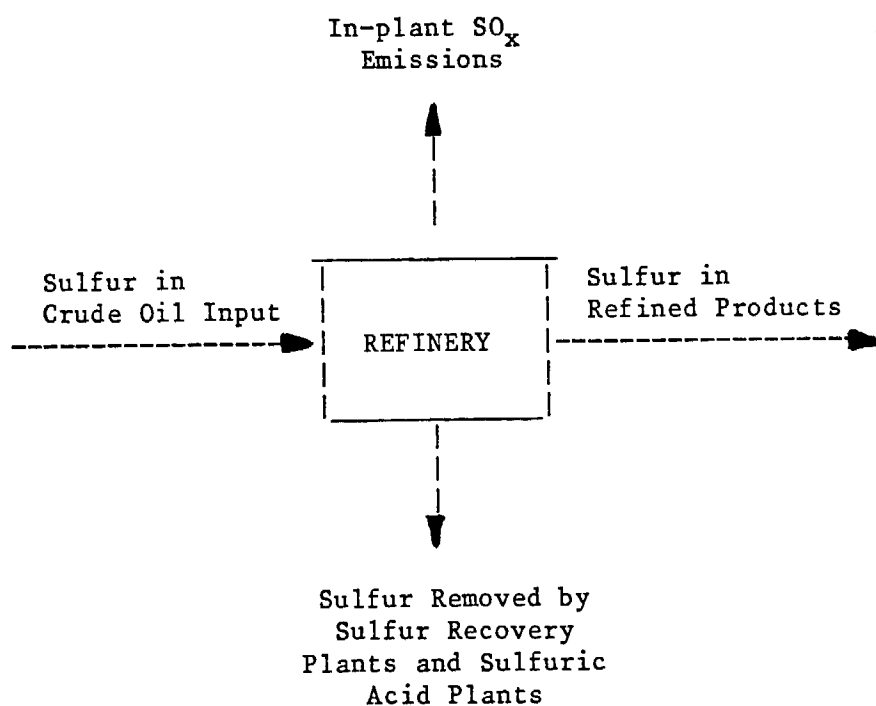 In-plant SOx
Emissions
Sulfur in
Crude Oil Input
REFINERY
Sulfur in
Refined Products
Sulfur Removed by
Sulfur Recovery
Plants and Sulfuric
Acid Plants